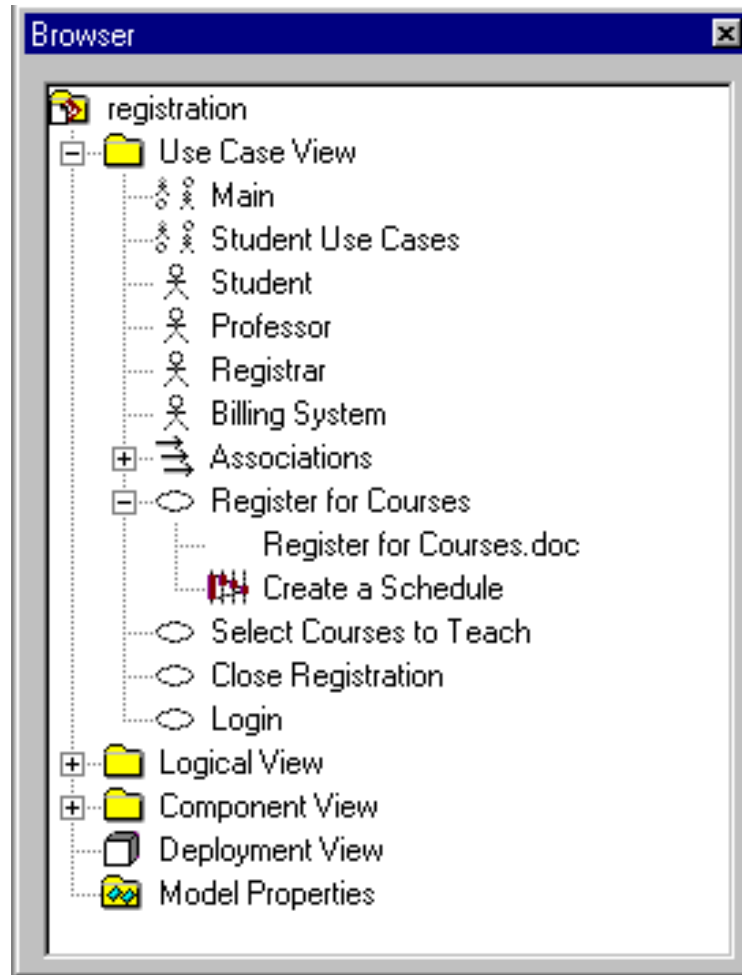 Browser
registration
Use Case View
Main
Student Use Cases
Student
Professor
Registrar
Billing System
Associations
Register for Courses
Register for Courses.doc
Create a Schedule
Select Courses to Teach
Close Registration
Login
Logical View
Component View
Deployment View
Model Properties